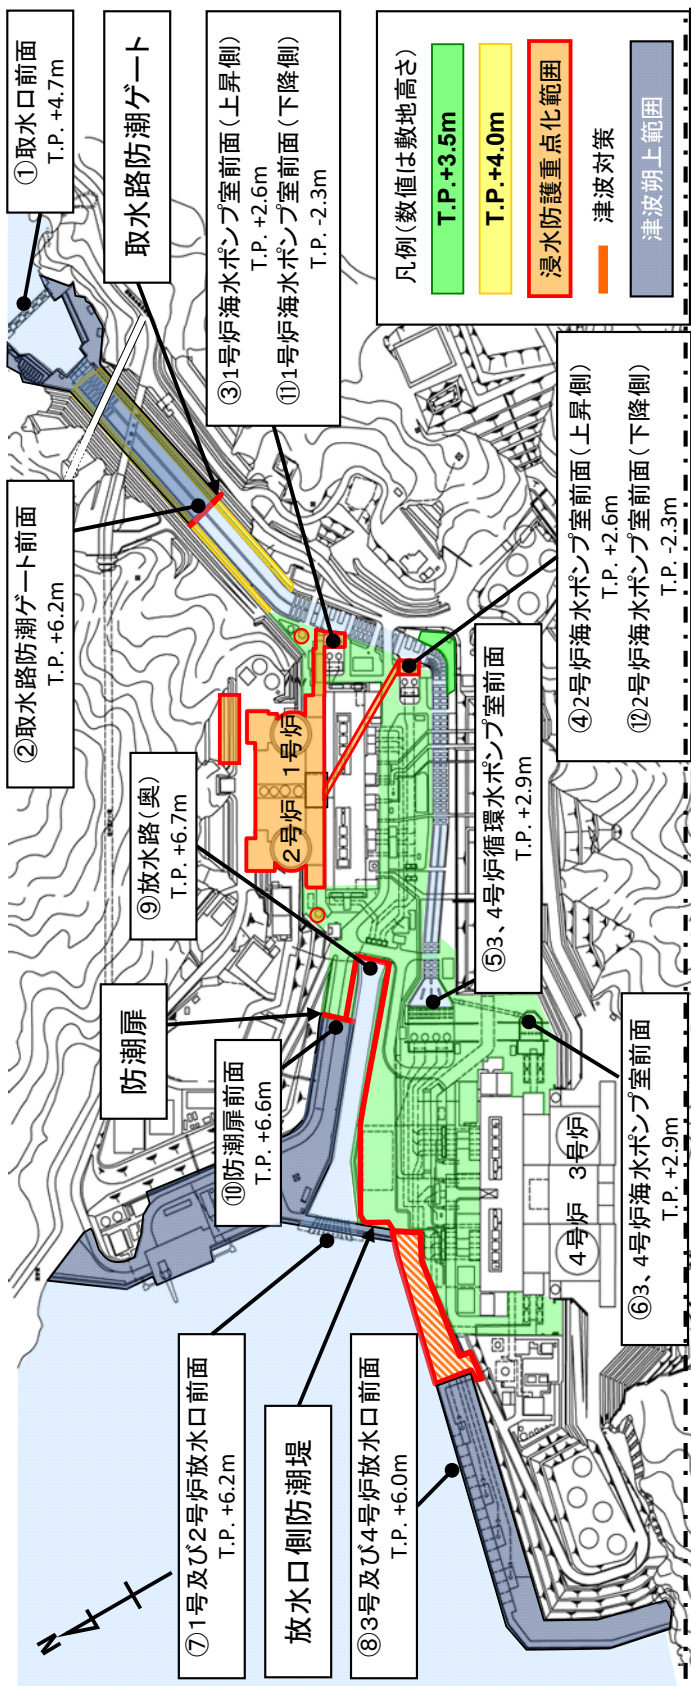 ①取水口前面
T.P. +4.7m
取水路防潮ゲート
③1号炉海水ポンプ室前面(上昇側)
T.P. +2.6m
⑪1号炉海水ポンプ室前面(下降側)
T.P. -2.3m
凡例(数値は敷地高さ)
T.P.+3.5m
T.P.+4.0m
浸水防護重点化範囲
津波対策
津波朔上範囲
②取水路防潮ゲート前面
T.P. +6.2m
④2号炉海水ポンプ室前面(上昇側)
T.P. +2.6m
⑫2号炉海水ポンプ室前面(下降側)
T.P. -2.3m
1号炉
2号炉
⑨放水路(奥)
T.P. +6.7m
⑤3、4号炉循環水ポンプ室前面
T.P. +2.9m
防潮扉
⑩防潮扉前面
T.P. +6.6m
⑥3、4号炉海水ポンプ室前面
T.P. +2.9m
3号炉
4号炉
⑦1号及び2号炉放水口前面
T.P. +6.2m
放水口側防潮堤
⑧3号及び4号炉放水口前面
T.P. +6.0m
N